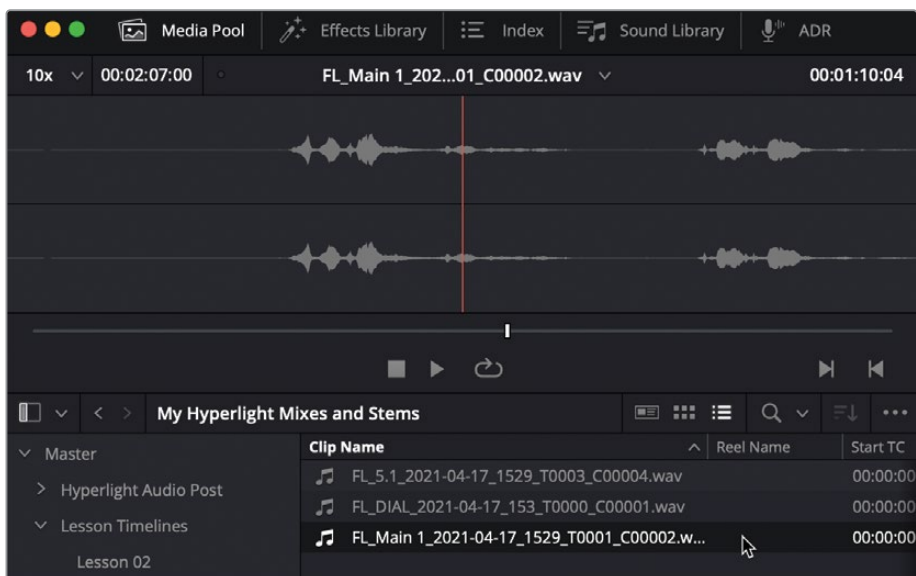 Media Pool Effects Library Index Sound Library ADR
10x 00:02:07:00 FL_Main 1_202...01_C00002.wav 00:01:10:04
My Hyperlight Mixes and Stems
Master Clip Name Reel Name Start TC
FL_5.1_2021-04-17_1529_T0003_C00004.wav 00:00:00
Hyperlight Audio Post
FL_DIAL_2021-04-17_153_T0000_C00001.wav 00:00:00
Lesson Timelines
FL_Main 1_2021-04-17_1529_T0001_C00002.w... 00:00:00
Lesson 02